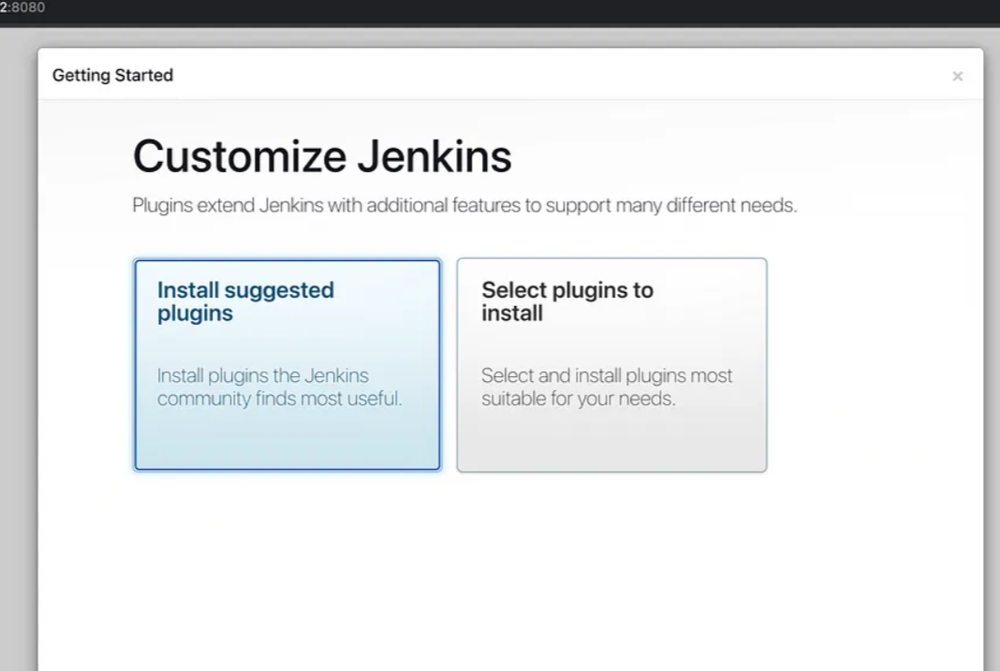 2:8080
Getting Started
×
Customize Jenkins
Plugins extend Jenkins with additional features to support many different needs.
Install suggested
plugins
Install plugins the Jenkins
community finds most useful.
Select plugins to
install
Select and install plugins most
suitable for your needs.